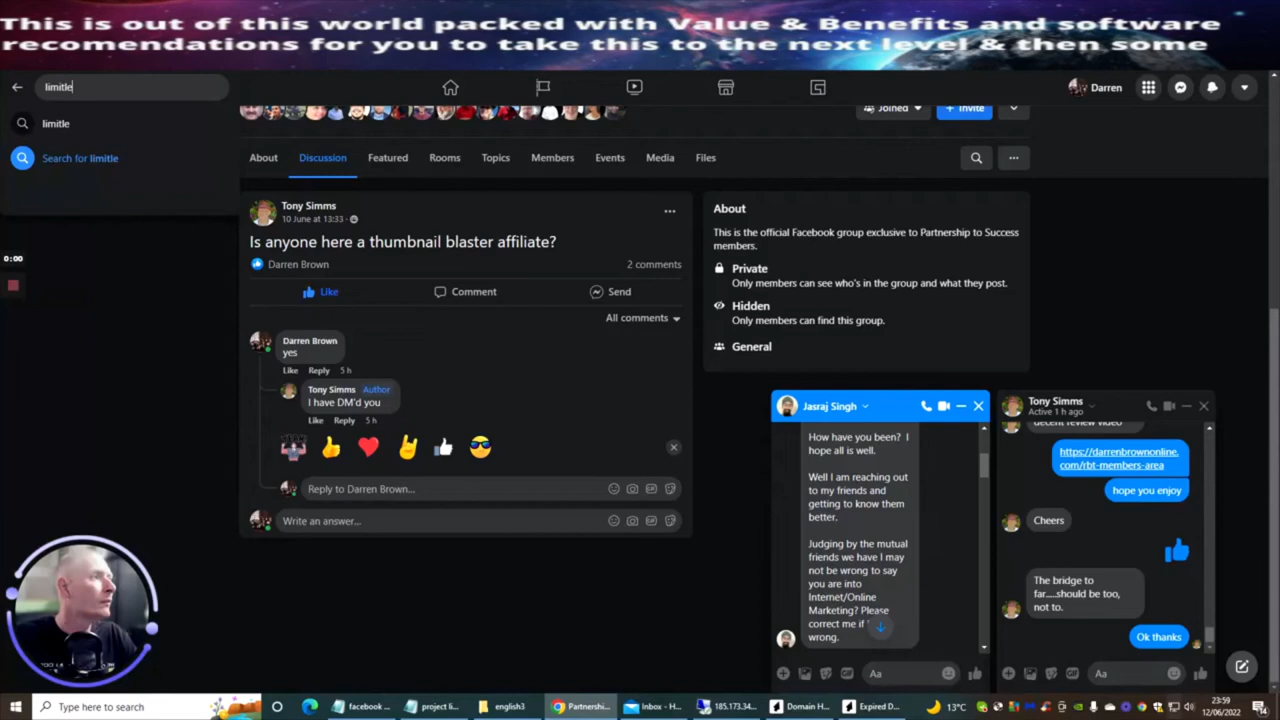 This is out of this world packed with Value & Benefits and software
recomendations for you to take this to the next level & then some
limitle
Darren
limitle
Search for limitle
Joined
Invite
About
Discussion
Featured
Rooms
Topics
Members
Events
Media
Files
Tony Simms
10 June at 13:33
Is anyone here a thumbnail blaster affiliate?
Darren Brown
2 comments
Like
Comment
Send
All comments
Darren Brown
yes
Like Reply 5 h
Tony Simms Author
I have DM'd you
Like Reply 5 h
Reply to Darren Brown...
Write an answer...
About
This is the official Facebook group exclusive to Partnership to Success
members.
Private
Only members can see who's in the group and what they post.
Hidden
Only members can find this group.
General
0:00
Jasraj Singh
How have you been? I
hope all is well.
Well I am reaching out
to my friends and
getting to know them
better.
Judging by the mutual
friends we have I may
not be wrong to say
you are into
Internet/Online
Marketing? Please
correct me if
wrong.
Aa
Tony Simms
Active 1 h ago
decent review video
https://darrenbrownonline.
com/rbt-members-area
hope you enjoy
Cheers
The bridge to
far.....should be too,
not to.
Ok thanks
Aa
Type here to search
facebook ...
project li...
english3
Partnershi...
Inbox - H...
185.173.34...
Domain H...
Expired D...
13°C
23:59
12/06/2022